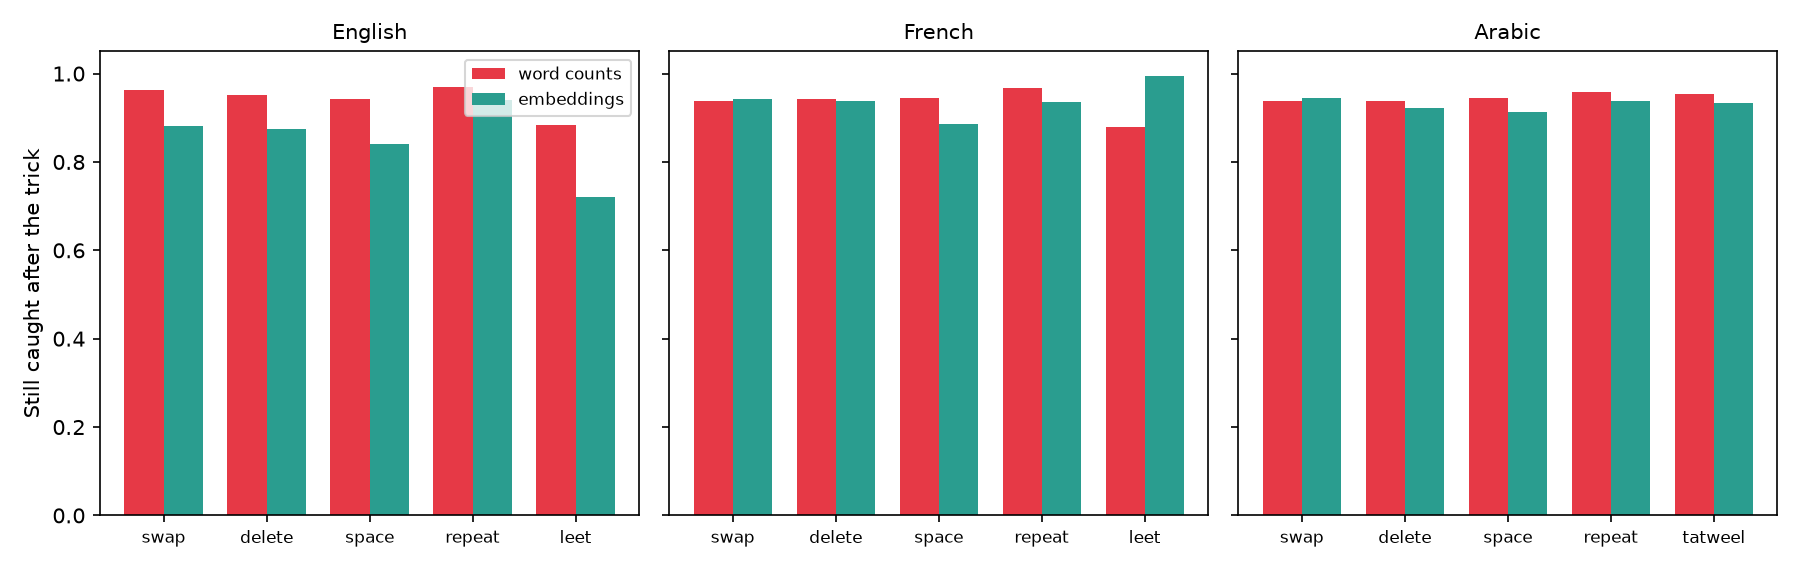 English
French
Arabic
word counts
embeddings
Still caught after the trick
1.0
0.8
0.6
0.4
0.2
0.0
swap delete space repeat leet
swap delete space repeat leet
swap delete space repeat tatweel